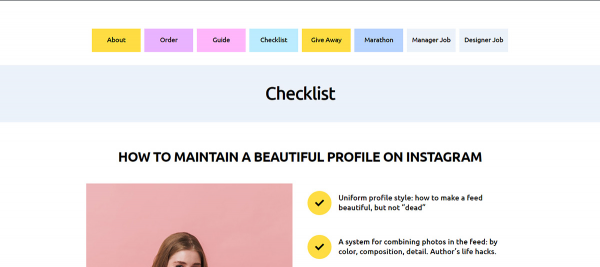 About Order Guide Checklist Give Away Marathon Manager Job Designer Job
Checklist
HOW TO MAINTAIN A BEAUTIFUL PROFILE ON INSTAGRAM
Uniform profile style: how to make a feed
beautiful, but not "dead"
A system for combining photos in the feed: by
color, composition, detail. Author's life hacks.